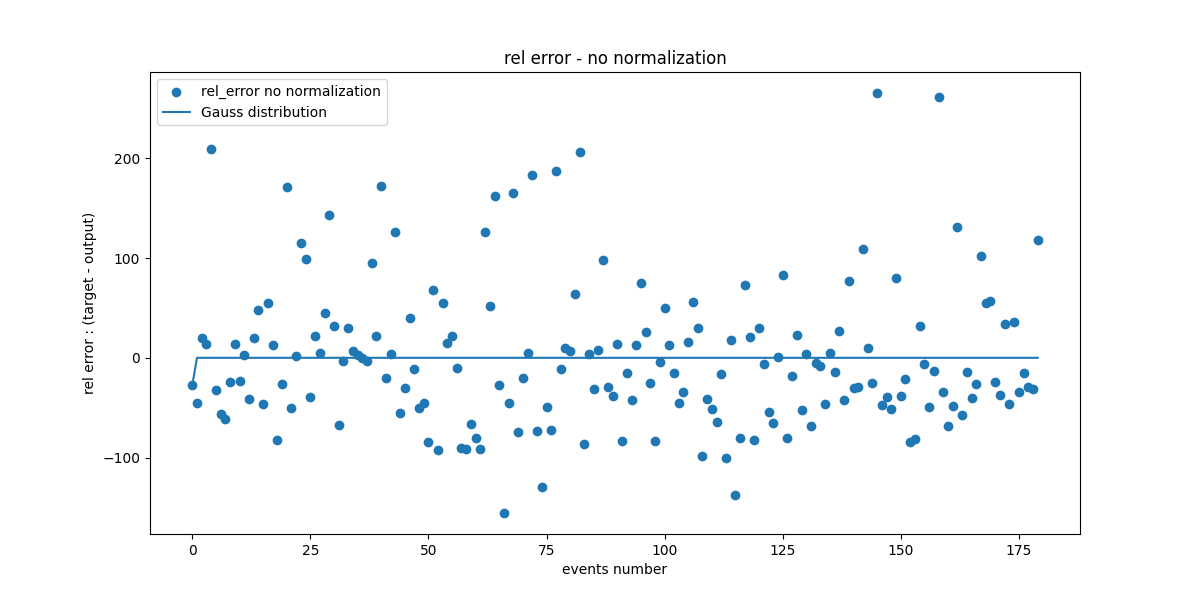 rel error - no normalization
rel_error no normalization
Gauss distribution
rel error : (target - output)
200
100
0
−100
0 25 50 75 100 125 150 175
events number